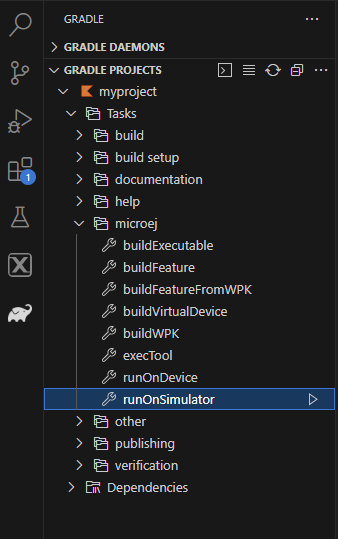 GRADLE
GRADLE DAEMONS
GRADLE PROJECTS
myproject
Tasks
build
build setup
documentation
help
microej
buildExecutable
buildFeature
buildFeatureFromWPK
buildVirtualDevice
buildWPK
execTool
runOnDevice
runOnSimulator
other
publishing
verification
Dependencies
1